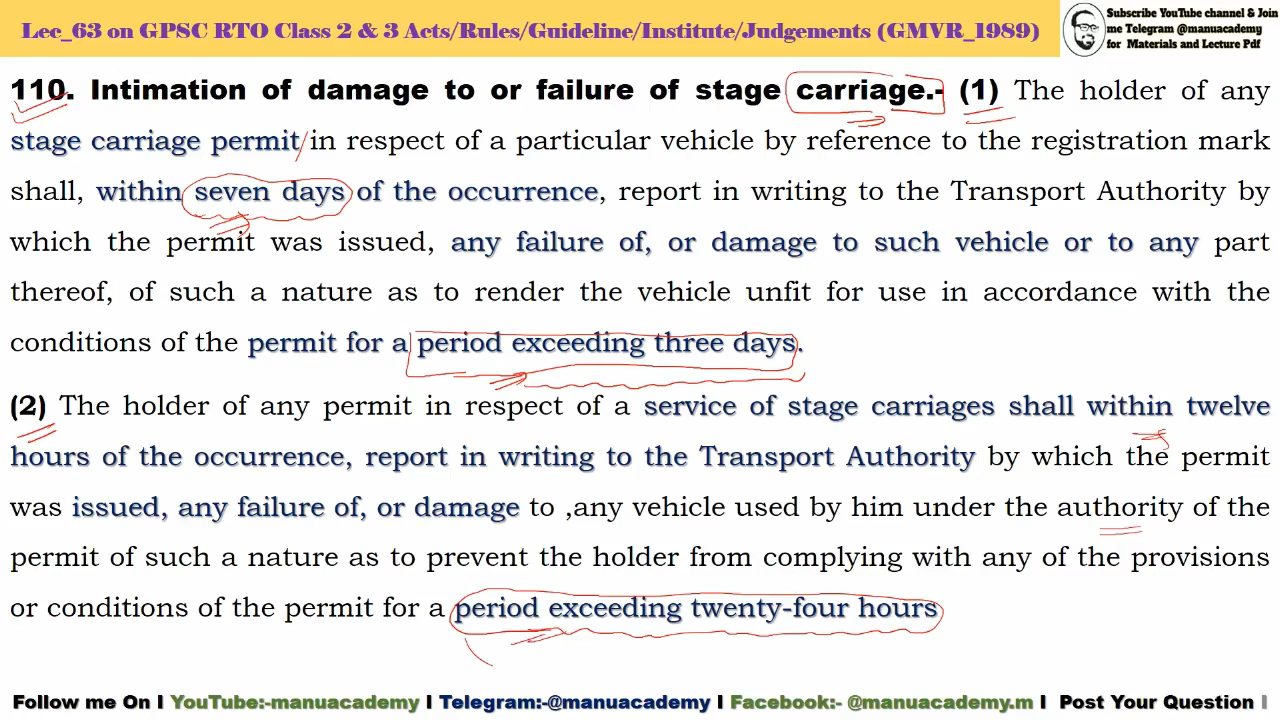 Lec_63 on GPSC RTO Class 2 & 3 Acts/Rules/Guideline/Institute/Judgements (GMVR_1989)
Subscribe YouTube channel & Join
me Telegram @manuacademy
for Materials and Lecture Pdf
110. Intimation of damage to or failure of stage carriage.- (1) The holder of any
stage carriage permit in respect of a particular vehicle by reference to the registration mark
shall, within seven days of the occurrence, report in writing to the Transport Authority by
which the permit was issued, any failure of, or damage to such vehicle or to any part
thereof, of such a nature as to render the vehicle unfit for use in accordance with the
conditions of the permit for a period exceeding three days.
(2) The holder of any permit in respect of a service of stage carriages shall within twelve
hours of the occurrence, report in writing to the Transport Authority by which the permit
was issued, any failure of, or damage to ,any vehicle used by him under the authority of the
permit of such a nature as to prevent the holder from complying with any of the provisions
or conditions of the permit for a period exceeding twenty-four hours
Follow me On I YouTube:-manuacademy I Telegram:-@manuacademy I Facebook:- @manuacademy.m I Post Your Question I